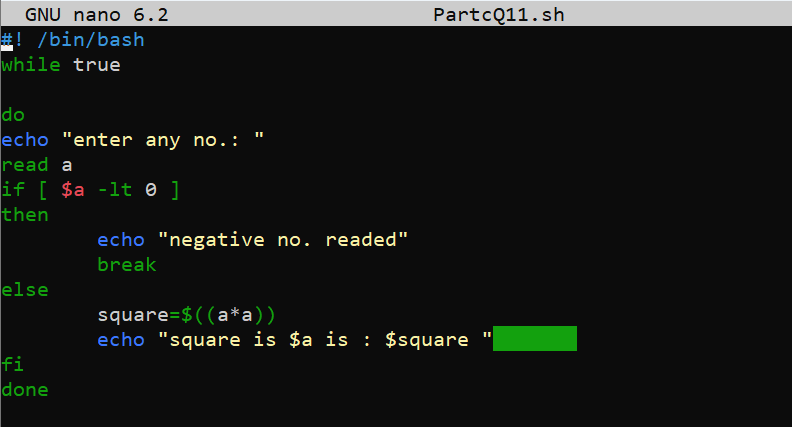 GNU nano 6.2 PartcQ11.sh
#! /bin/bash
while true
do
echo "enter any no.: "
read a
if [ $a -lt 0 ]
then
echo "negative no. readed"
break
else
square=$((a*a))
echo "square is $a is : $square "
fi
done